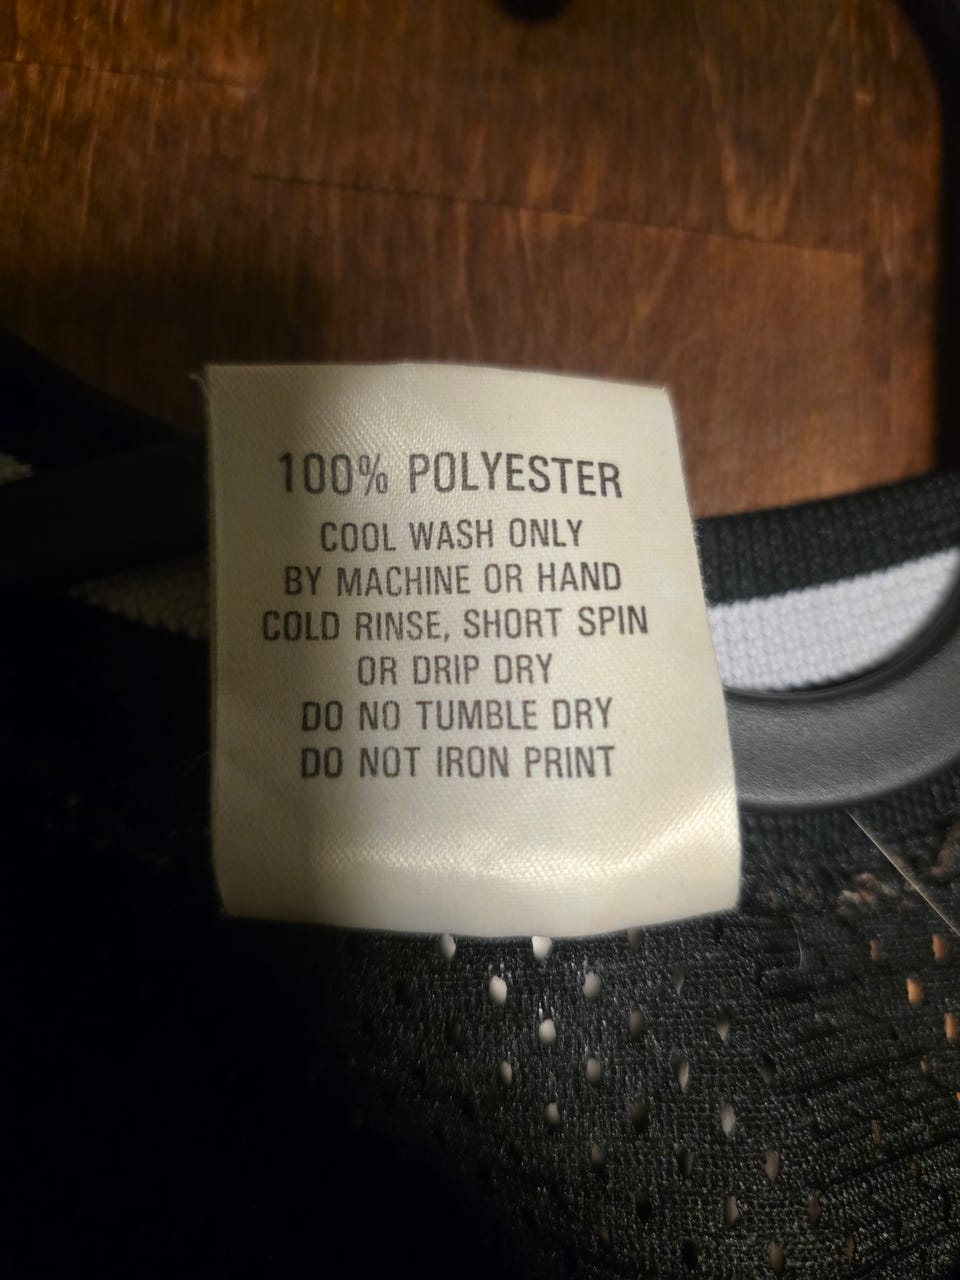 100% POLYESTER
COOL WASH ONLY
BY MACHINE OR HAND
COLD RINSE, SHORT SPIN
OR DRIP DRY
DO NO TUMBLE DRY
DO NOT IRON PRINT